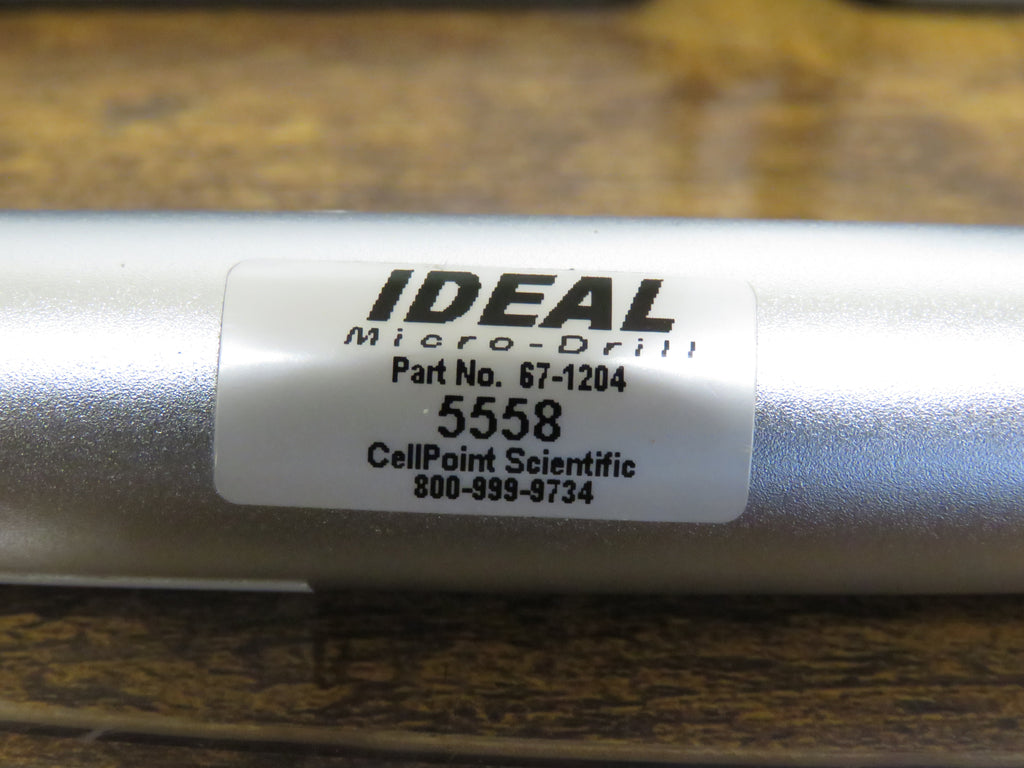 IDEAL
Micro-Drill
Part No. 67-1204
5558
CellPoint Scientific
800-999-9734